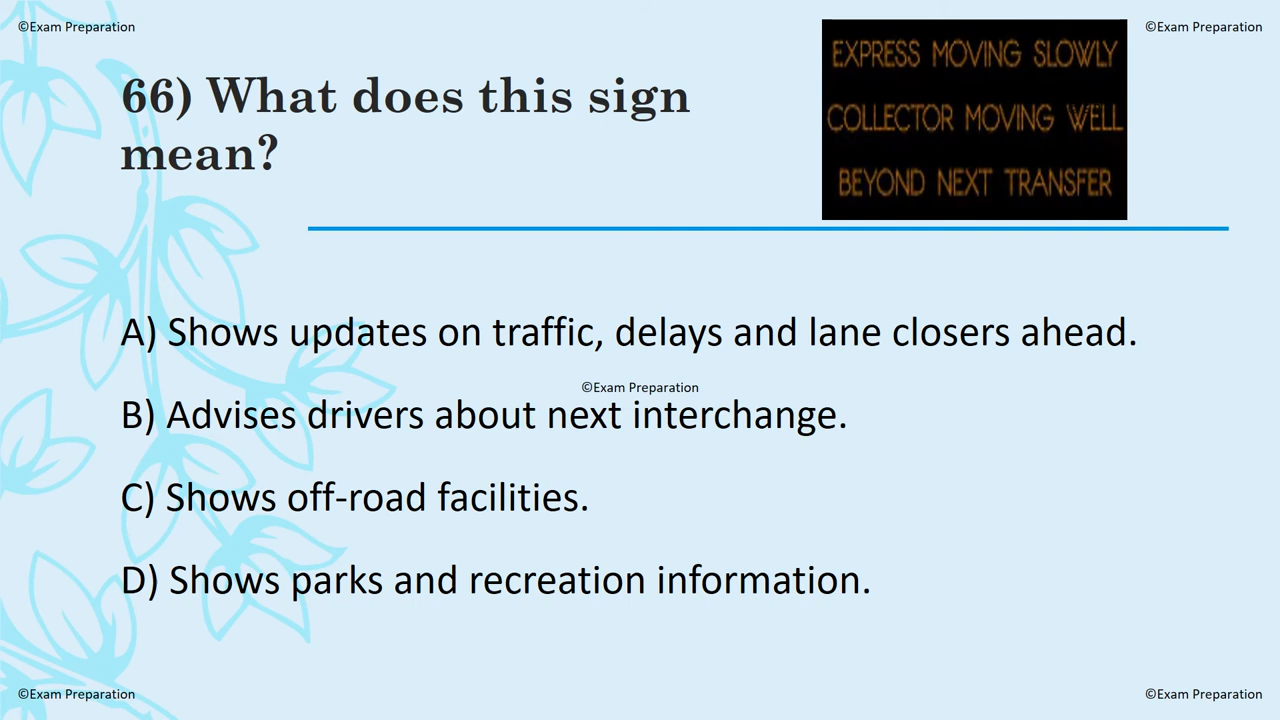 ©Exam Preparation
©Exam Preparation
66) What does this sign
mean?
EXPRESS MOVING SLOWLY
COLLECTOR MOVING WELL
BEYOND NEXT TRANSFER
A) Shows updates on traffic, delays and lane closers ahead.
©Exam Preparation
B) Advises drivers about next interchange.
C) Shows off-road facilities.
D) Shows parks and recreation information.
©Exam Preparation
©Exam Preparation